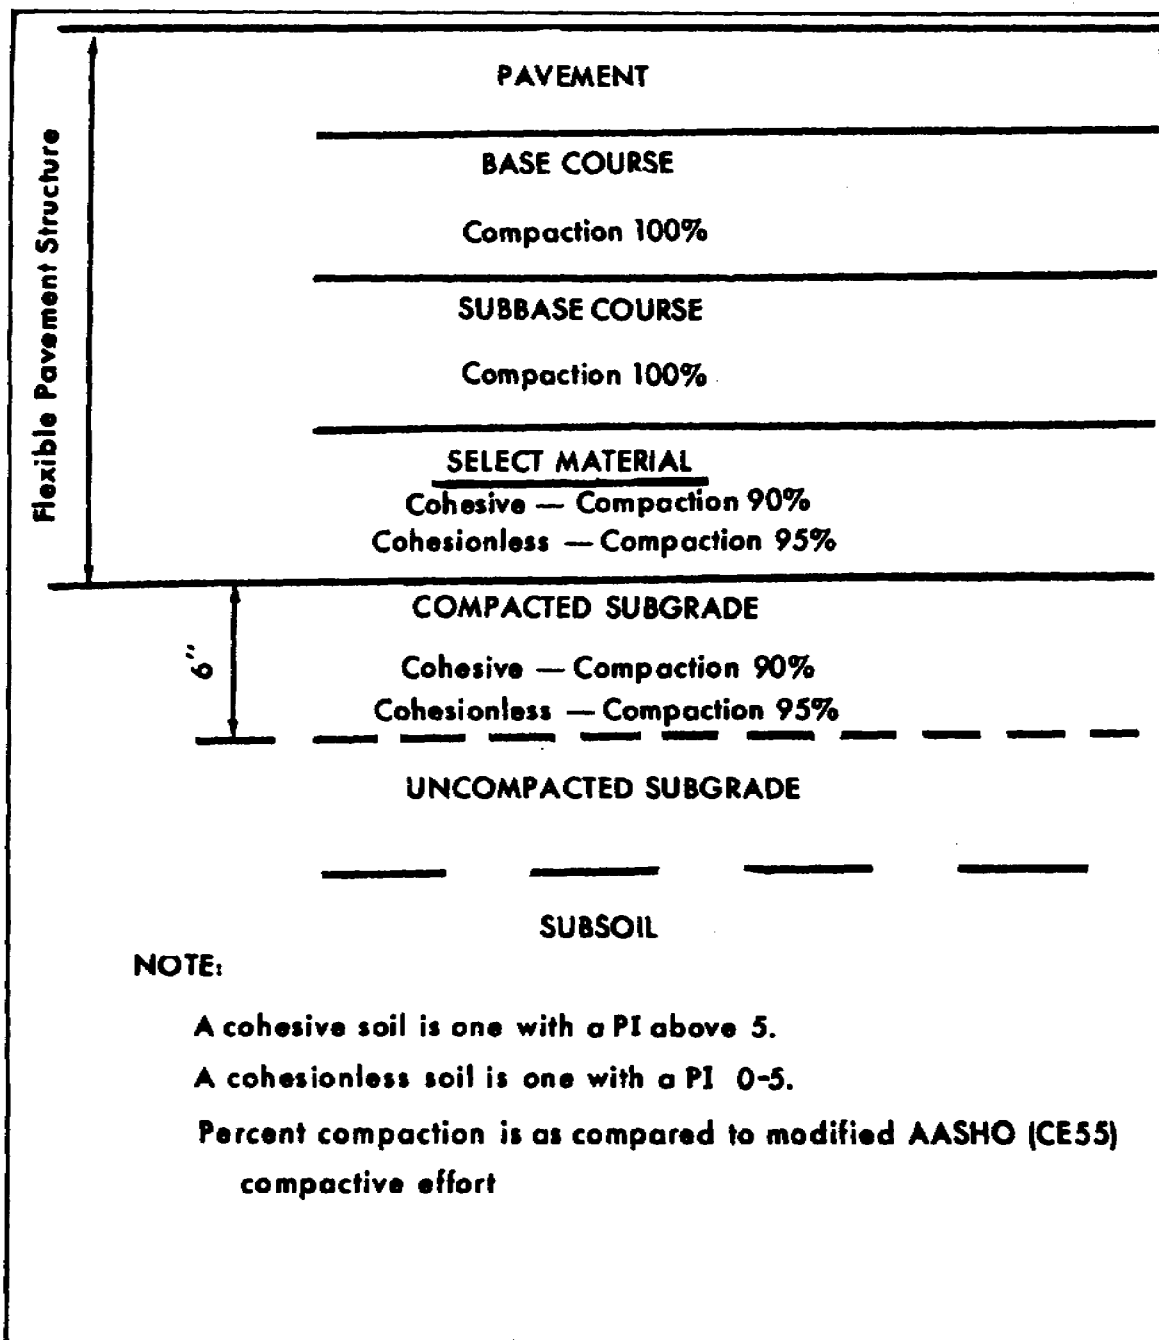 PAVEMENT
BASE COURSE
Compaction 100%
SUBBASE COURSE
Compaction 100%
SELECT MATERIAL
Cohesive — Compaction 90%
Cohesionless — Compaction 95%
Flexible Pavement Structure
COMPACTED SUBGRADE
6"
Cohesive — Compaction 90%
Cohesionless — Compaction 95%
UNCOMPACTED SUBGRADE
SUBSOIL
NOTE:
A cohesive soil is one with a PI above 5.
A cohesionless soil is one with a PI 0-5.
Percent compaction is as compared to modified AASHO (CE55)
compactive effort